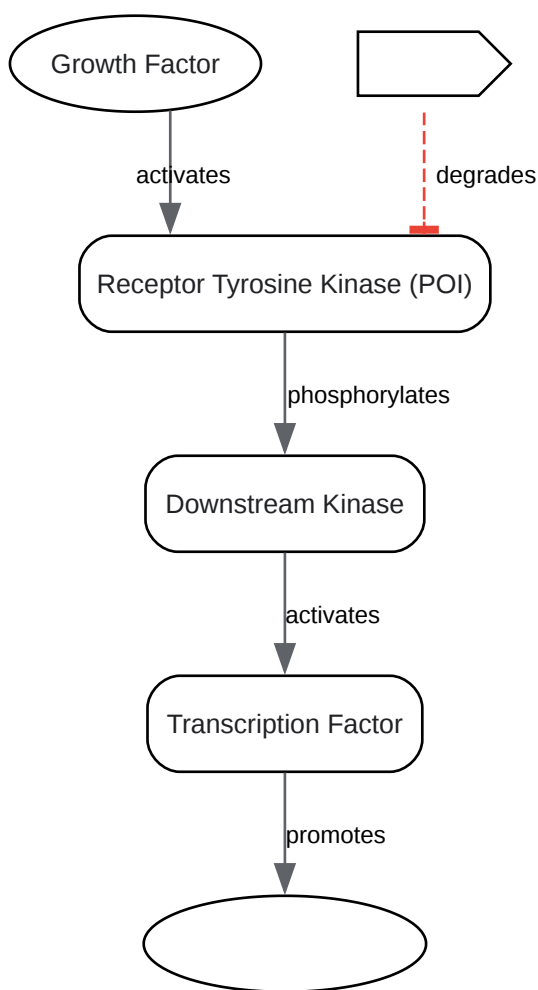 Growth Factor
activates
degrades
Receptor Tyrosine Kinase (POI)
phosphorylates
Downstream Kinase
activates
Transcription Factor
promotes